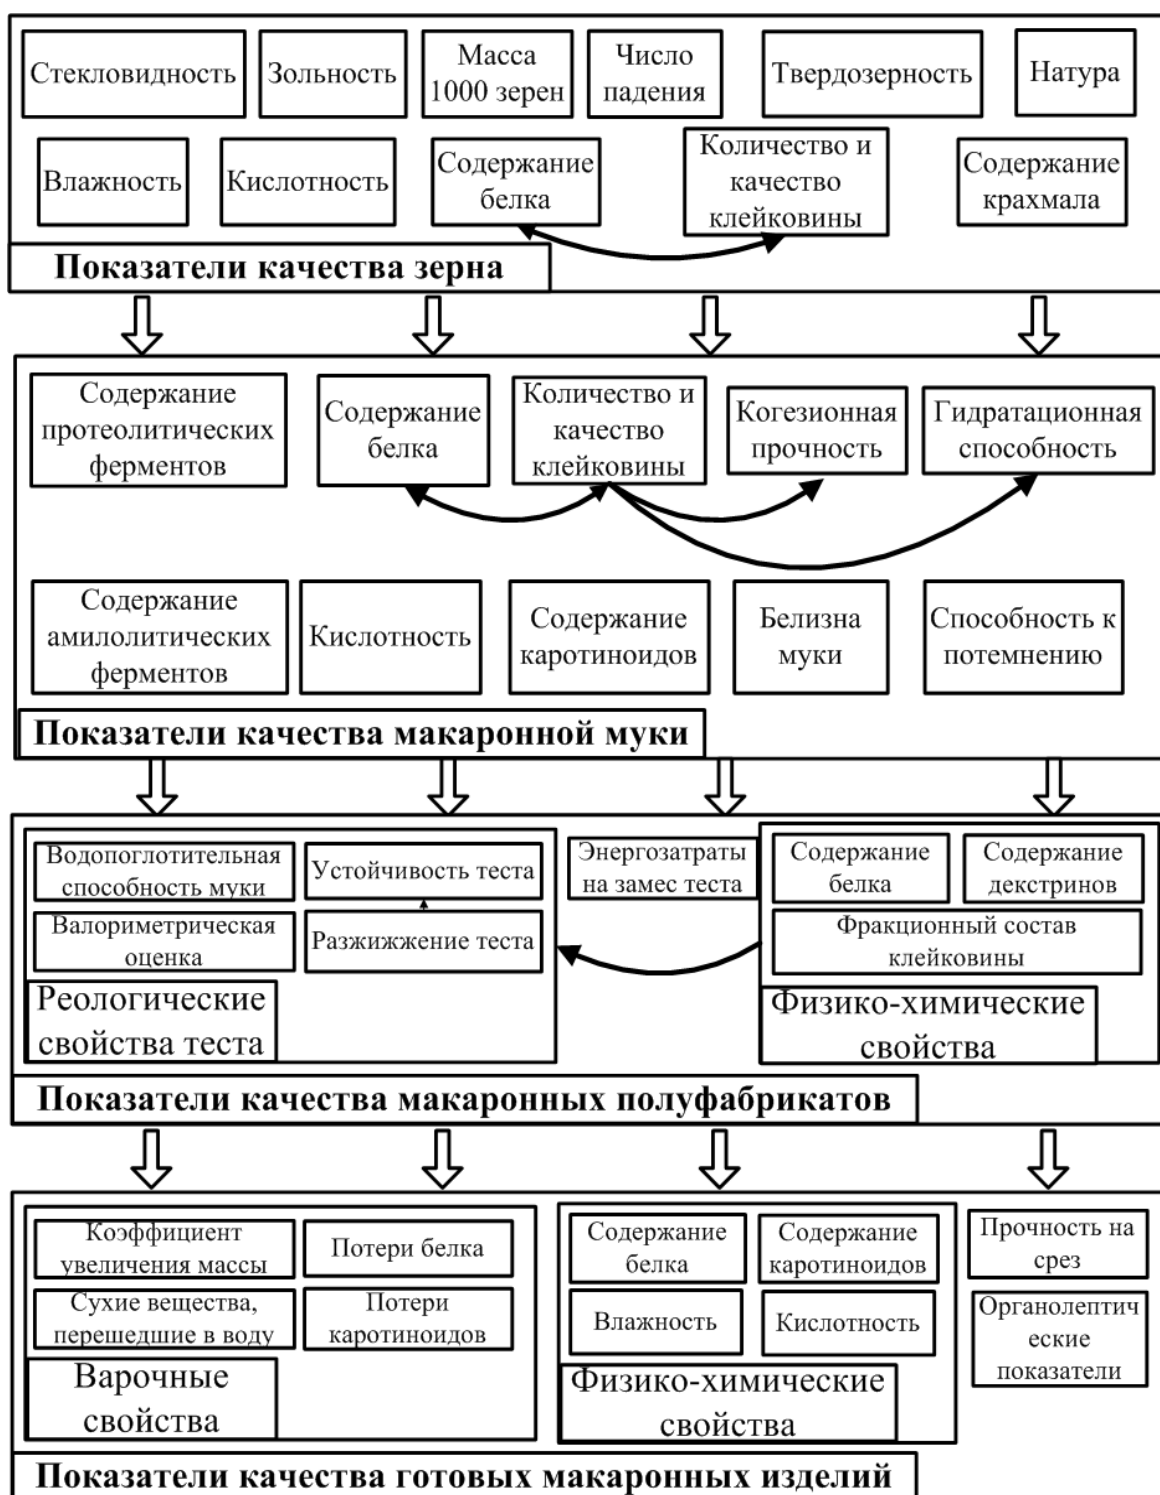 Стекловидность
Зольность
Масса
1000 зерен
Число
падения
Твердозерность
Натура
Влажность
Кислотность
Содержание
белка
Количество и
качество
клейковины
Содержание
крахмала
Показатели качества зерна
Содержание
протеолитических
ферментов
Содержание
белка
Количество и
качество
клейковины
Когезионная
прочность
Гидратационная
способность
Содержание
амилолитических
ферментов
Кислотность
Содержание
каротиноидов
Белизна
муки
Способность к
потемнению
Показатели качества макаронной муки
Водопоглотительная
способность муки
Устойчивость теста
Валориметрическая
оценка
Разжижжение теста
Реологические
свойства теста
Энергозатраты
на замес теста
Содержание
белка
Содержание
декстринов
Фракционный состав
клейковины
Физико-химические
свойства
Показатели качества макаронных полуфабрикатов
Коэффициент
увеличения массы
Потери белка
Сухие вещества,
перешедшие в воду
Потери
каротиноидов
Варочные
свойства
Содержание
белка
Содержание
каротиноидов
Влажность
Кислотность
Физико-химические
свойства
Прочность на
срез
Органолептич
еские
показатели
Показатели качества готовых макаронных изделий